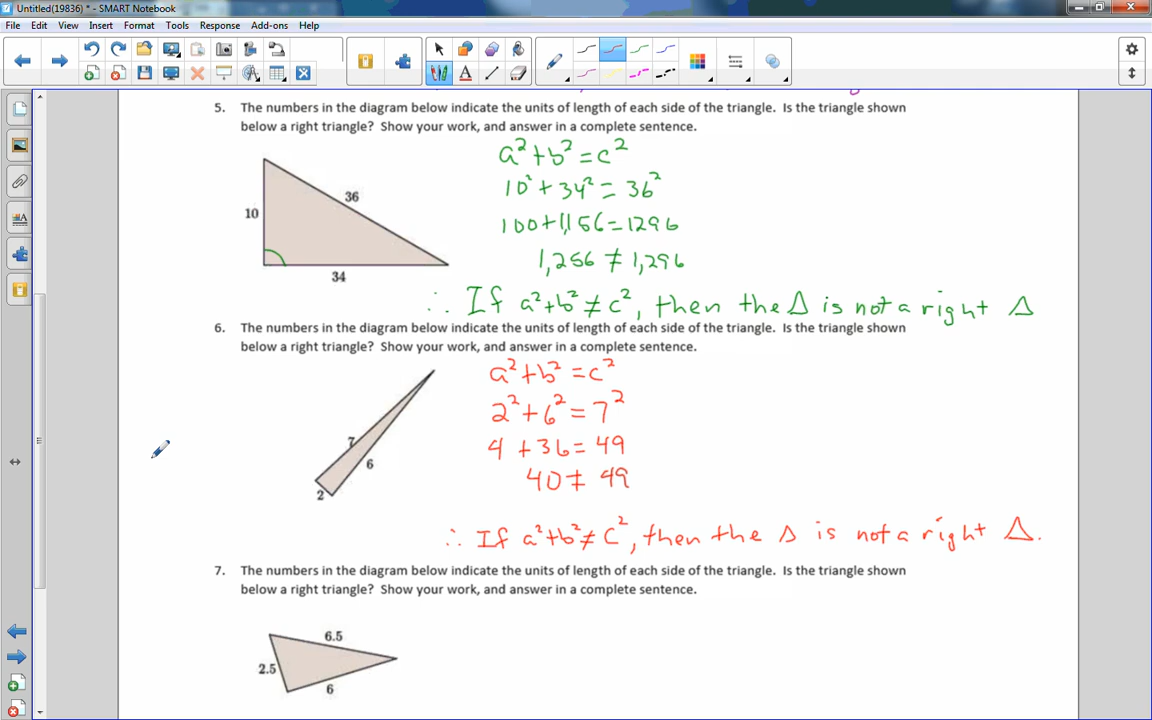 Untitled(19836) * - SMART Notebook
File Edit View Insert Format Tools Response Add-ons Help
5. The numbers in the diagram below indicate the units of length of each side of the triangle. Is the triangle shown
below a right triangle? Show your work, and answer in a complete sentence.
a² + b² = c²
36
10² + 34² = 36²
10
100 + 1,156 = 1296
1,256 ≠ 1,296
34
∴ If a² + b² ≠ c², then the Δ is not a right Δ
6. The numbers in the diagram below indicate the units of length of each side of the triangle. Is the triangle shown
below a right triangle? Show your work, and answer in a complete sentence.
a² + b² = c²
2² + 6² = 7²
7
4 + 36 = 49
6
40 ≠ 49
2
∴ If a² + b² ≠ c², then the Δ is not a right Δ.
7. The numbers in the diagram below indicate the units of length of each side of the triangle. Is the triangle shown
below a right triangle? Show your work, and answer in a complete sentence.
6.5
2.5
6